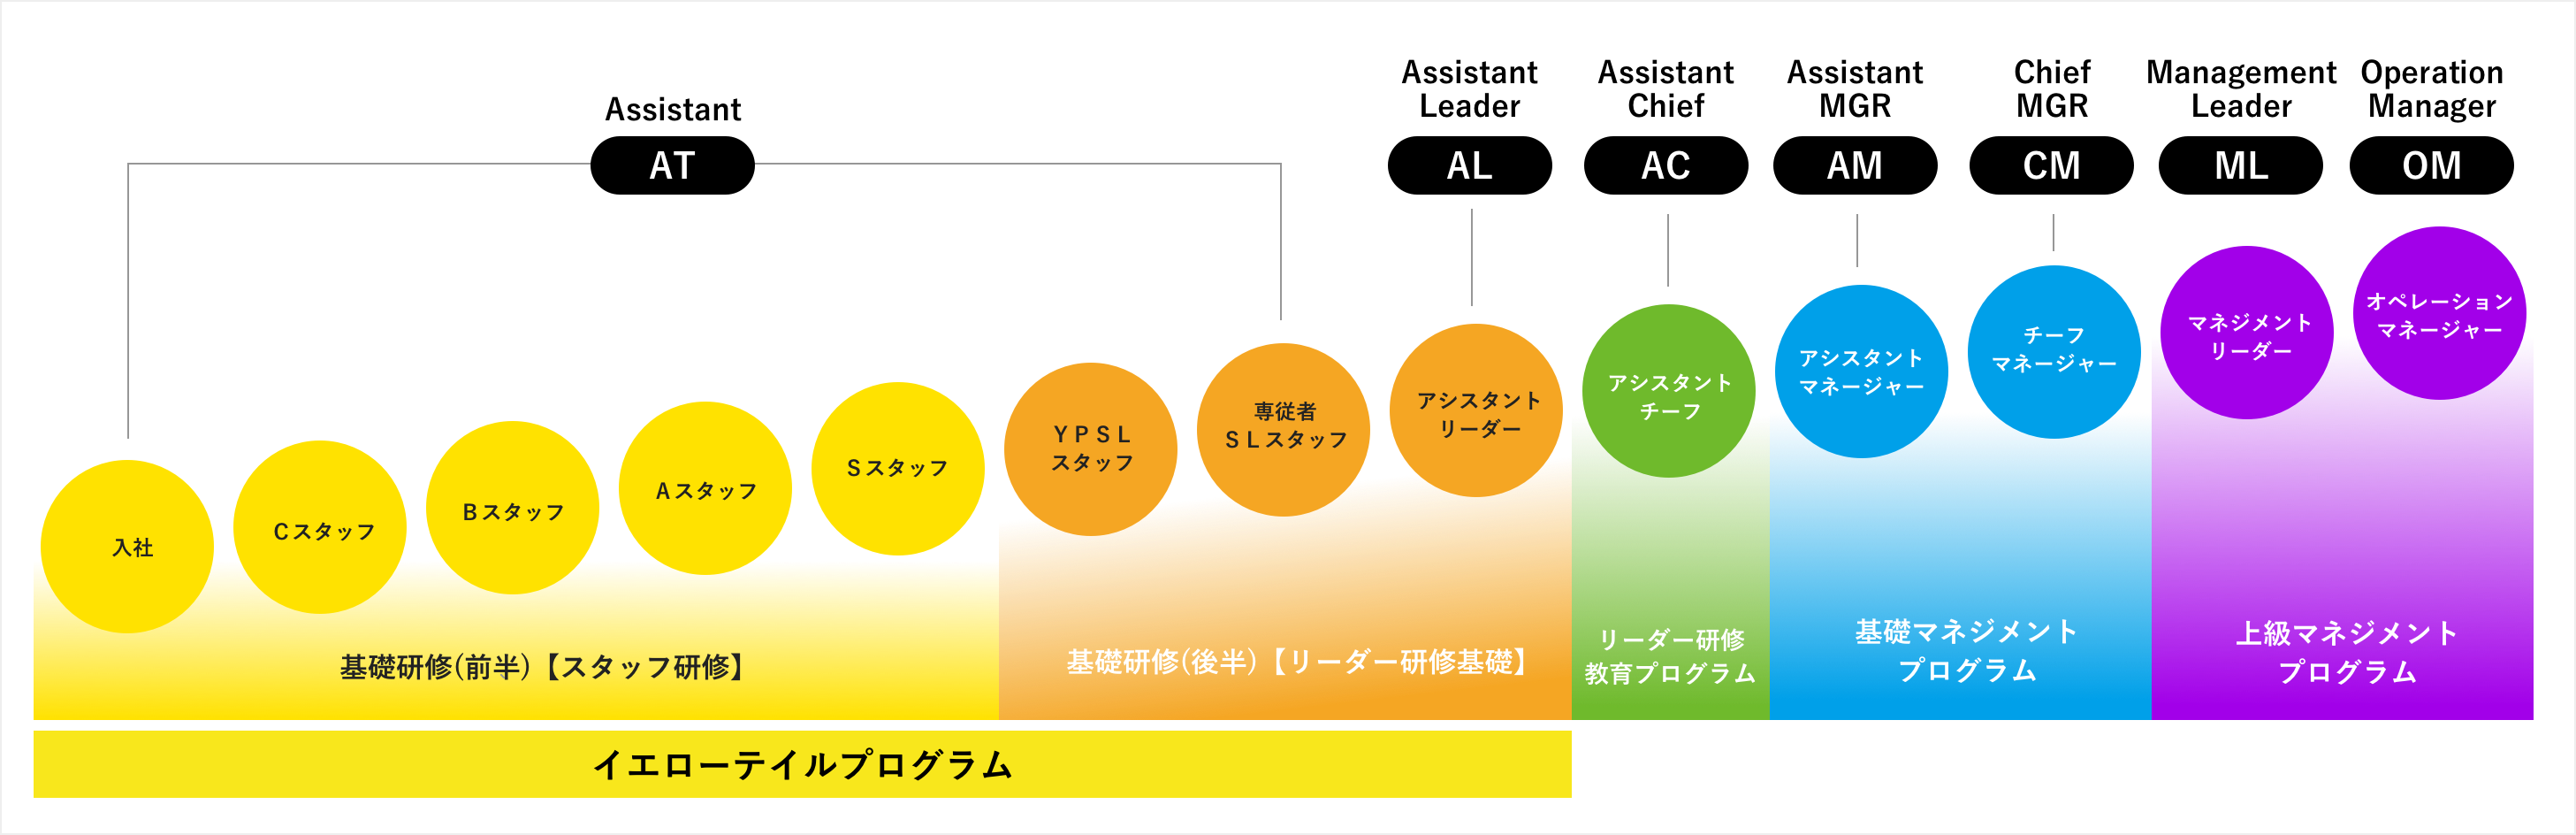 Assistant
AT
Assistant
Leader
AL
Assistant
Chief
AC
Assistant
MGR
AM
Chief
MGR
CM
Management
Leader
ML
Operation
Manager
OM
入社
Cスタッフ
Bスタッフ
Aスタッフ
Sスタッフ
YPSL
スタッフ
専従者
SLスタッフ
アシスタント
リーダー
アシスタント
チーフ
アシスタント
マネージャー
チーフ
マネージャー
マネジメント
リーダー
オペレーション
マネージャー
基礎研修(前半)【スタッフ研修】
基礎研修(後半)【リーダー研修基礎】
リーダー研修
教育プログラム
基礎マネジメント
プログラム
上級マネジメント
プログラム
イエローテイルプログラム